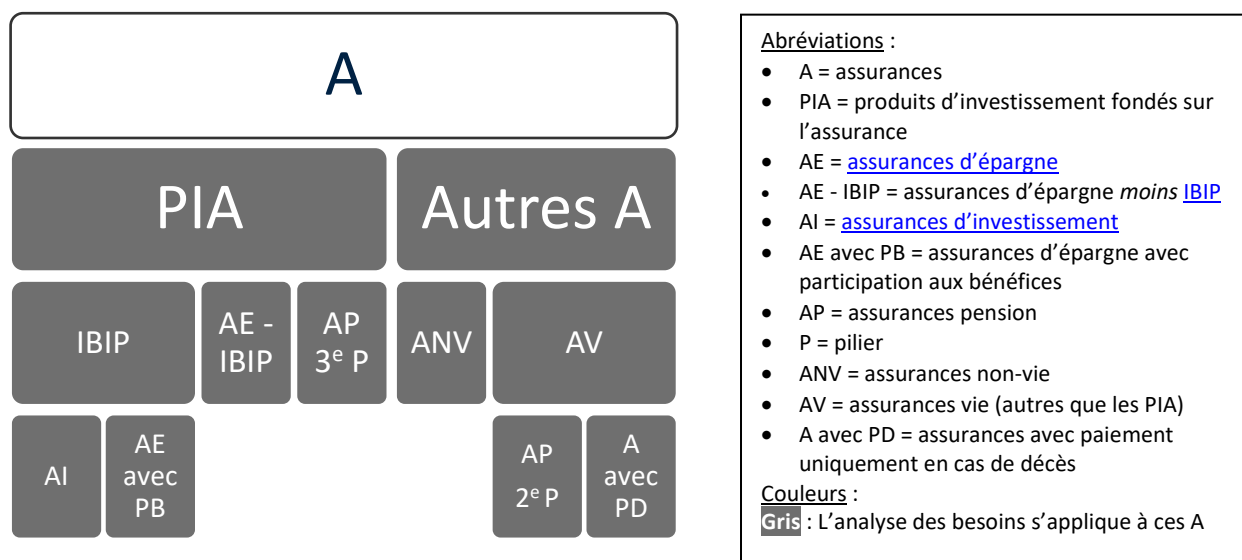 A
PIA
Autres A
IBIP
AE -
IBIP
AP
3e P
ANV
AV
AI
AE
avec
PB
AP
2e P
A
avec
PD
Abréviations :
• A = assurances
• PIA = produits d'investissement fondés sur
l'assurance
• AE = assurances d'épargne
• AE - IBIP = assurances d'épargne moins IBIP
• AI = assurances d'investissement
• AE avec PB = assurances d'épargne avec
participation aux bénéfices
• AP = assurances pension
• P = pilier
• ANV = assurances non-vie
• AV = assurances vie (autres que les PIA)
• A avec PD = assurances avec paiement
uniquement en cas de décès
Couleurs :
Gris : L'analyse des besoins s'applique à ces A